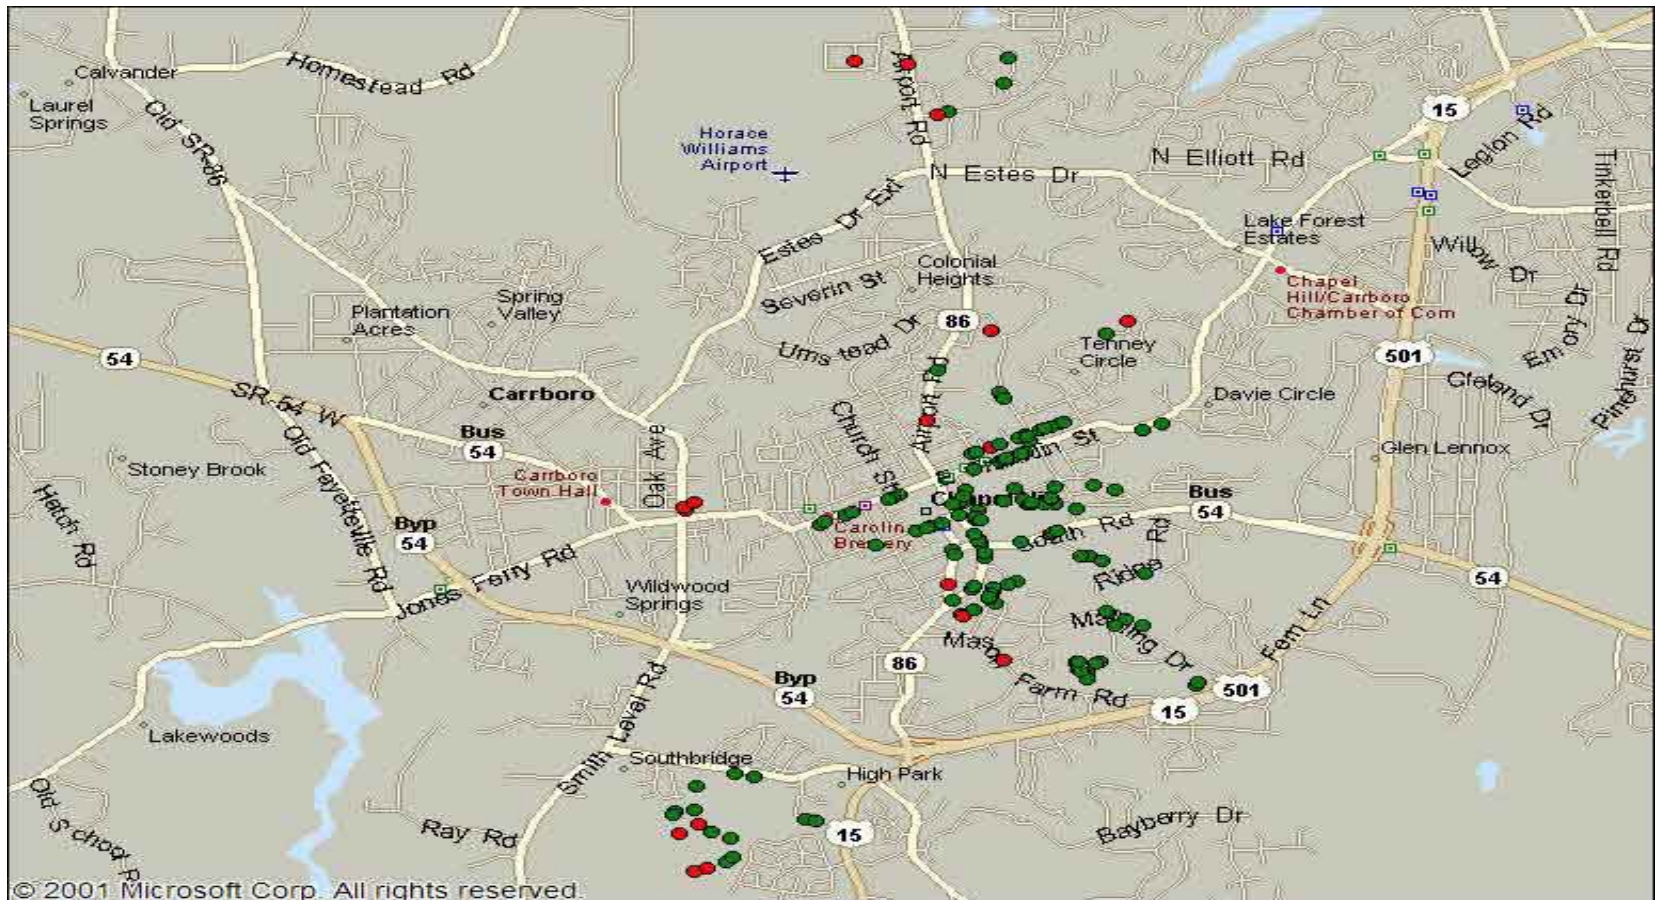 Calvander
Homestead Rd
Laurel
Springs
Old SR-86
Horace
Williams
Airport
Airport Rd
N Estes Dr
Estes Dr Ext
N Elliott Rd
15
Legion Rd
Tinkerbell Rd
Lake Forest
Estates
Willow Dr
Chapel
Hill/Carrboro
Chamber of Com
Colonial
Heights
Severin St
Spring
Valley
Plantation
Acres
86
Umstead Dr
Tenney
Circle
501
Emory Dr
Pinehurst Dr
Cleland Dr
54
SR-54 W
Carrboro
Davie Circle
Airport Rd
Church St
Bus
54
Oak Ave
Glen Lennox
Stoney Brook
Old Fayetteville Rd
Carrboro
Town Hall
Hatch Rd
Bus
54
Byp
54
Carolin
Brewery
South Rd
Ridge Rd
54
Jones Ferry Rd
Wildwood
Springs
Manning Dr
Fern Ln
Mason Farm Rd
86
Byp
54
501
15
Lakewoods
Smith Level Rd
Southbridge
High Park
Old School R
Ray Rd
15
Bayberry Dr
© 2001 Microsoft Corp. All rights reserved.